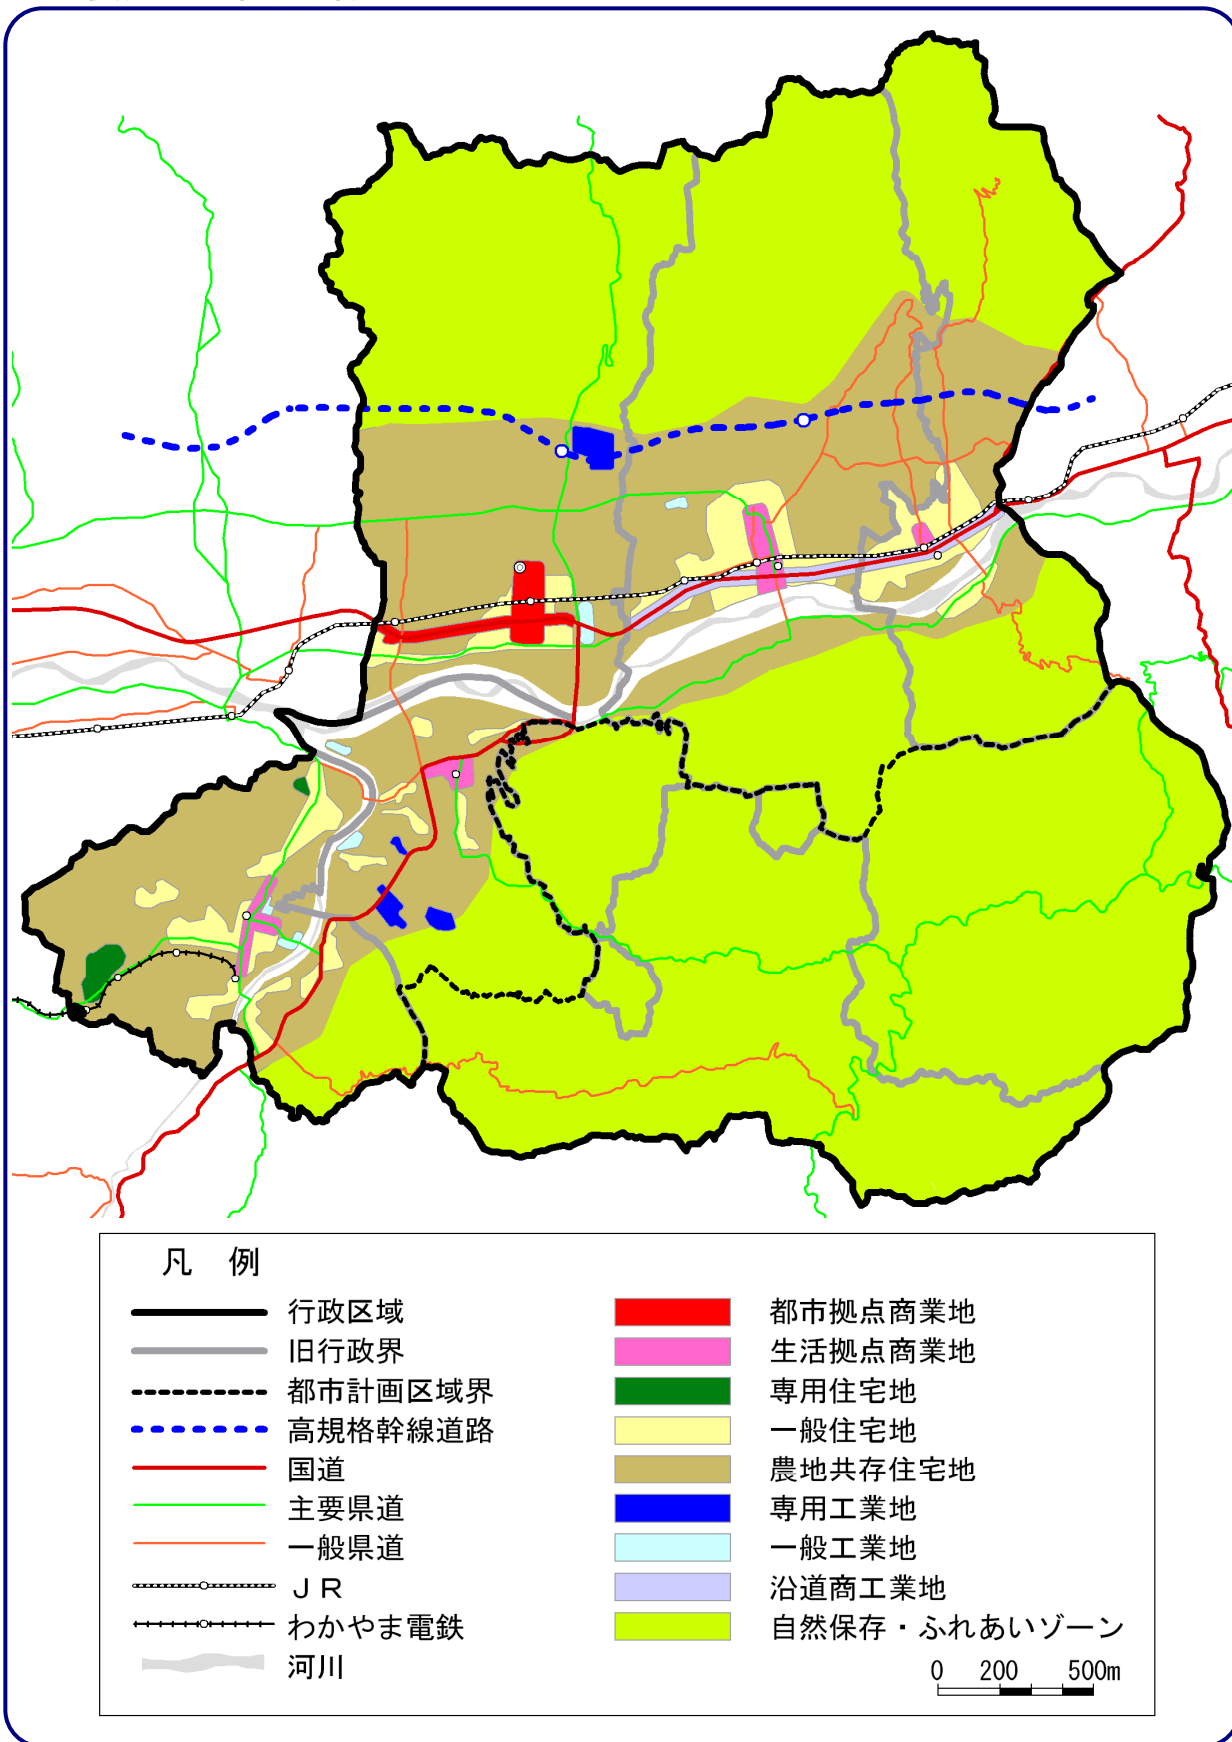 凡 例
行政区域
旧行政界
都市計画区域界
高規格幹線道路
国道
主要県道
一般県道
ＪＲ
わかやま電鉄
河川
都市拠点商業地
生活拠点商業地
専用住宅地
一般住宅地
農地共存住宅地
専用工業地
一般工業地
沿道商工業地
自然保存・ふれあいゾーン
0 200 500m